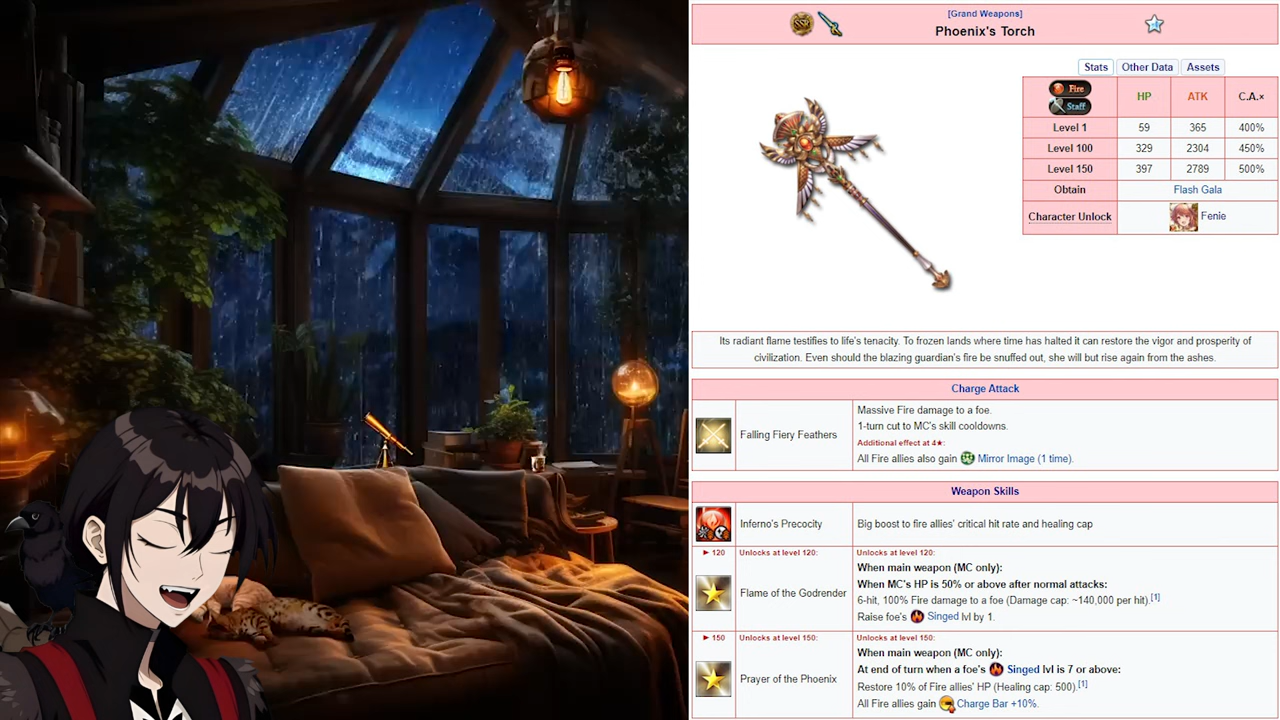 [Grand Weapons]
SSR
Phoenix's Torch
Stats Other Data Assets
Fire
Staff
HP ATK C.A.×
Level 1 59 365 400%
Level 100 329 2304 450%
Level 150 397 2789 500%
Obtain Flash Gala
Character Unlock Fenie
Its radiant flame testifies to life's tenacity. To frozen lands where time has halted it can restore the vigor and prosperity of
civilization. Even should the blazing guardian's fire be snuffed out, she will but rise again from the ashes.
Charge Attack
Falling Fiery Feathers
Massive Fire damage to a foe.
1-turn cut to MC's skill cooldowns.
Additional effect at 4★:
All Fire allies also gain Mirror Image (1 time).
Weapon Skills
Inferno's Precocity
Big boost to fire allies' critical hit rate and healing cap
► 120 Unlocks at level 120: Unlocks at level 120:
Flame of the Godrender
When main weapon (MC only):
When MC's HP is 50% or above after normal attacks:
6-hit, 100% Fire damage to a foe (Damage cap: ~140,000 per hit).[1]
Raise foe's Singed lvl by 1.
► 150 Unlocks at level 150: Unlocks at level 150:
Prayer of the Phoenix
When main weapon (MC only):
At end of turn when a foe's Singed lvl is 7 or above:
Restore 10% of Fire allies' HP (Healing cap: 500).[1]
All Fire allies gain Charge Bar +10%.